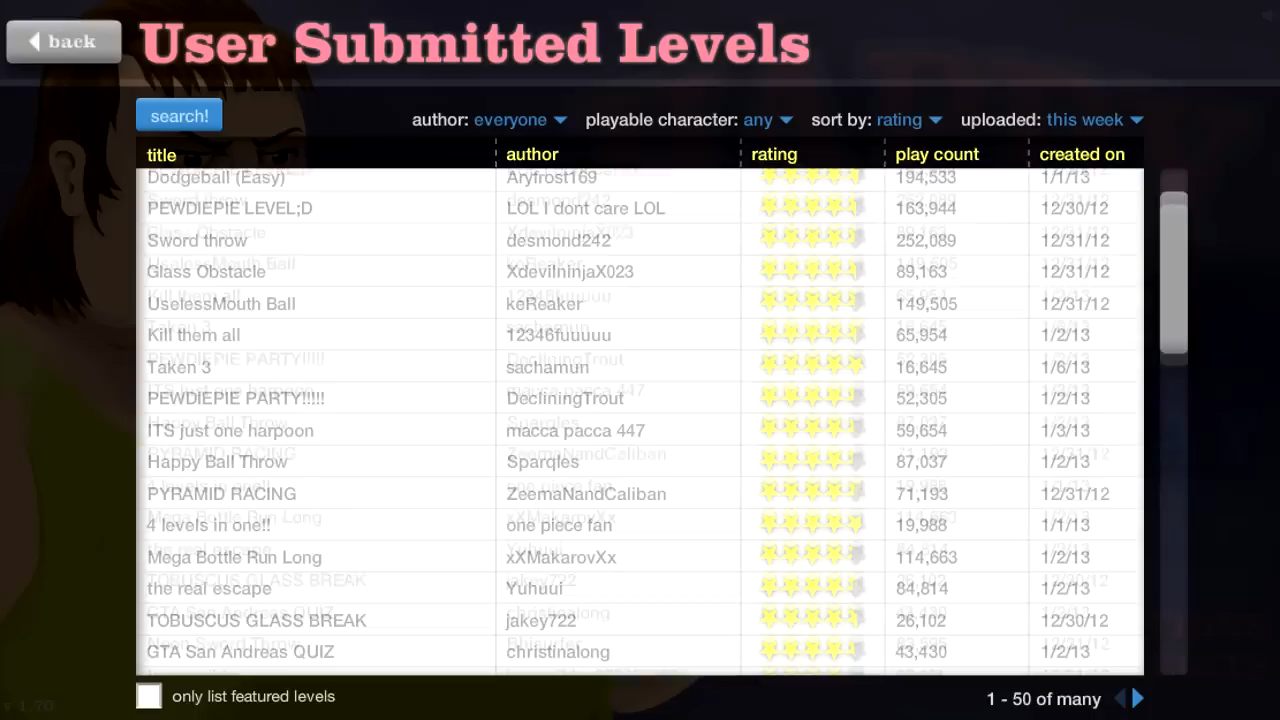 back
User Submitted Levels
search!
author: everyone playable character: any sort by: rating uploaded: this week
title author rating play count created on
Dodgeball (Easy) Aryfrost169 194,533 1/1/13
PEWDIEPIE LEVEL;D LOL I dont care LOL 163,944 12/30/12
Sword throw desmond242 252,089 12/31/12
Glass Obstacle XdevilninjaX023 89,163 12/31/12
UselessMouth Ball keReaker 149,505 12/31/12
Kill them all 12346fuuuuu 65,954 1/2/13
Taken 3 sachamun 16,645 1/6/13
PEWDIEPIE PARTY!!!!! DecliningTrout 52,305 1/2/13
ITS just one harpoon macca pacca 447 59,654 1/3/13
Happy Ball Throw Sparqles 87,037 1/2/13
PYRAMID RACING ZeemaNandCaliban 71,193 12/31/12
4 levels in one!! one piece fan 19,988 1/1/13
Mega Bottle Run Long xXMakarovXx 114,663 1/2/13
the real escape Yuhuui 84,814 1/2/13
TOBUSCUS GLASS BREAK jakey722 26,102 12/30/12
GTA San Andreas QUIZ christinalong 43,430 1/2/13
only list featured levels 1 - 50 of many
v 1.70